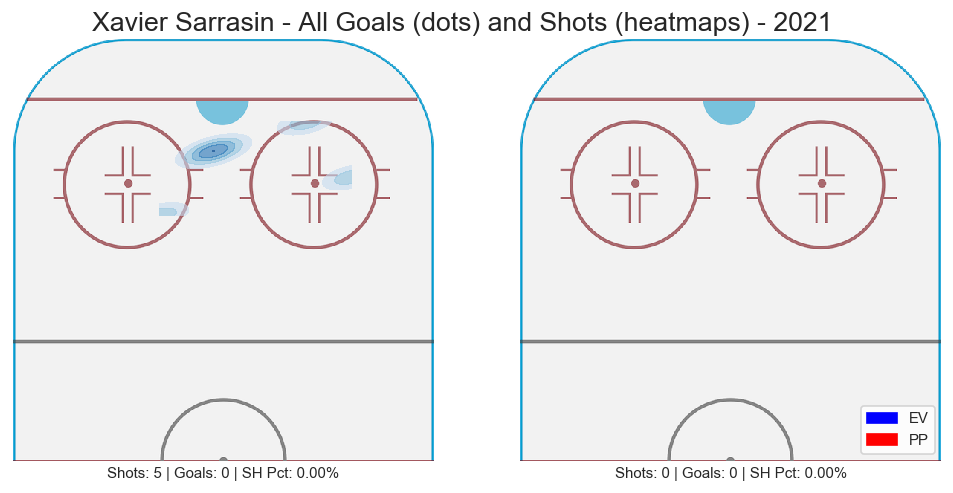 Xavier Sarrasin - All Goals (dots) and Shots (heatmaps) - 2021
EV
PP
Shots: 5 | Goals: 0 | SH Pct: 0.00%
Shots: 0 | Goals: 0 | SH Pct: 0.00%